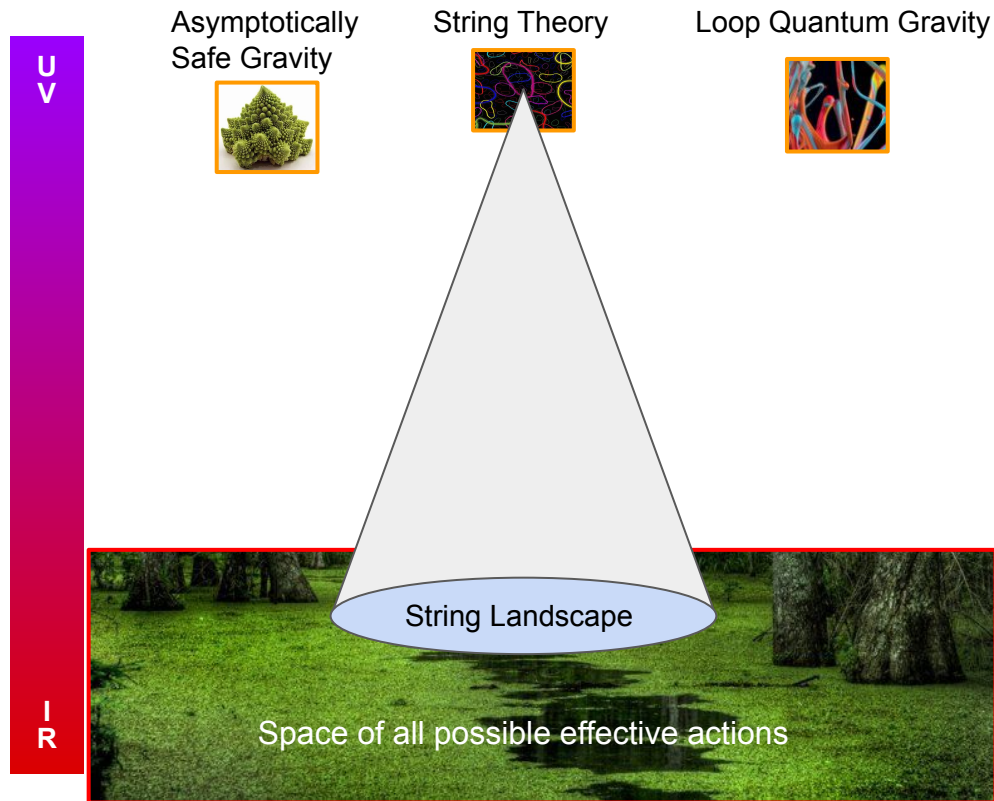 Asymptotically
Safe Gravity
String Theory
Loop Quantum Gravity
U
V
String Landscape
Space of all possible effective actions
I
R